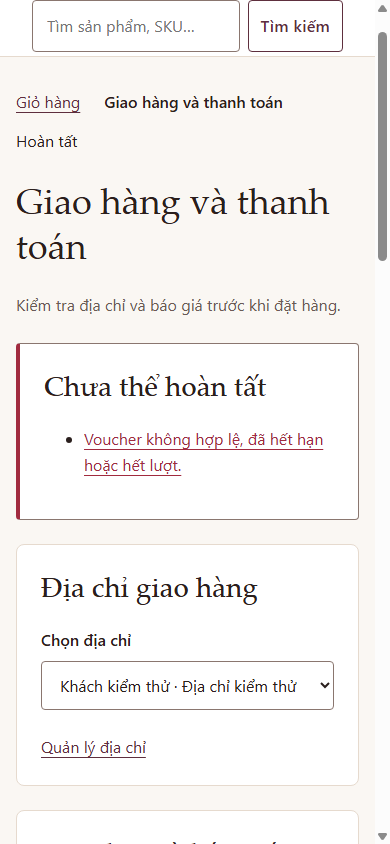 Tìm sản phẩm, SKU...
Tìm kiếm
Giỏ hàng
Giao hàng và thanh toán
Hoàn tất
Giao hàng và thanh
toán
Kiểm tra địa chỉ và báo giá trước khi đặt hàng.
Chưa thể hoàn tất
Voucher không hợp lệ, đã hết hạn
hoặc hết lượt.
Địa chỉ giao hàng
Chọn địa chỉ
Khách kiểm thử · Địa chỉ kiểm thử
Quản lý địa chỉ